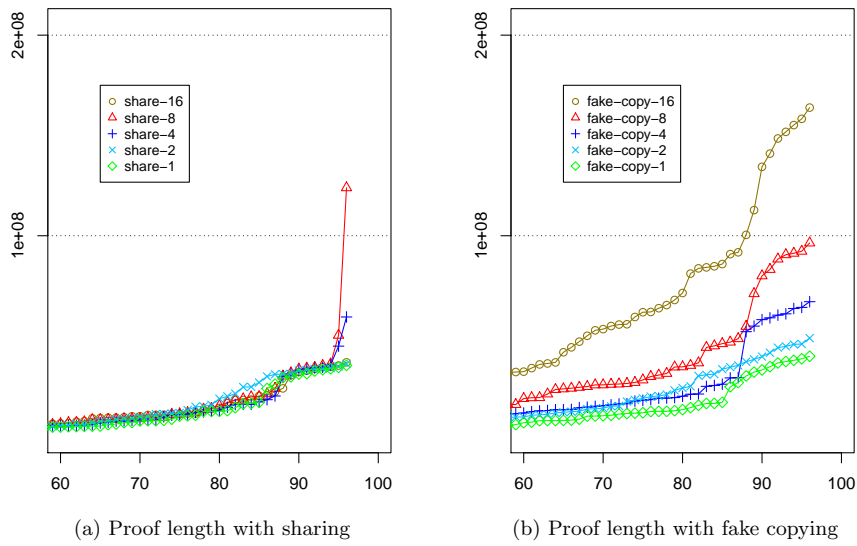 2e+08
1e+08
share-16
share-8
share-4
share-2
share-1
60 70 80 90 100
(a) Proof length with sharing
2e+08
1e+08
fake-copy-16
fake-copy-8
fake-copy-4
fake-copy-2
fake-copy-1
60 70 80 90 100
(b) Proof length with fake copying